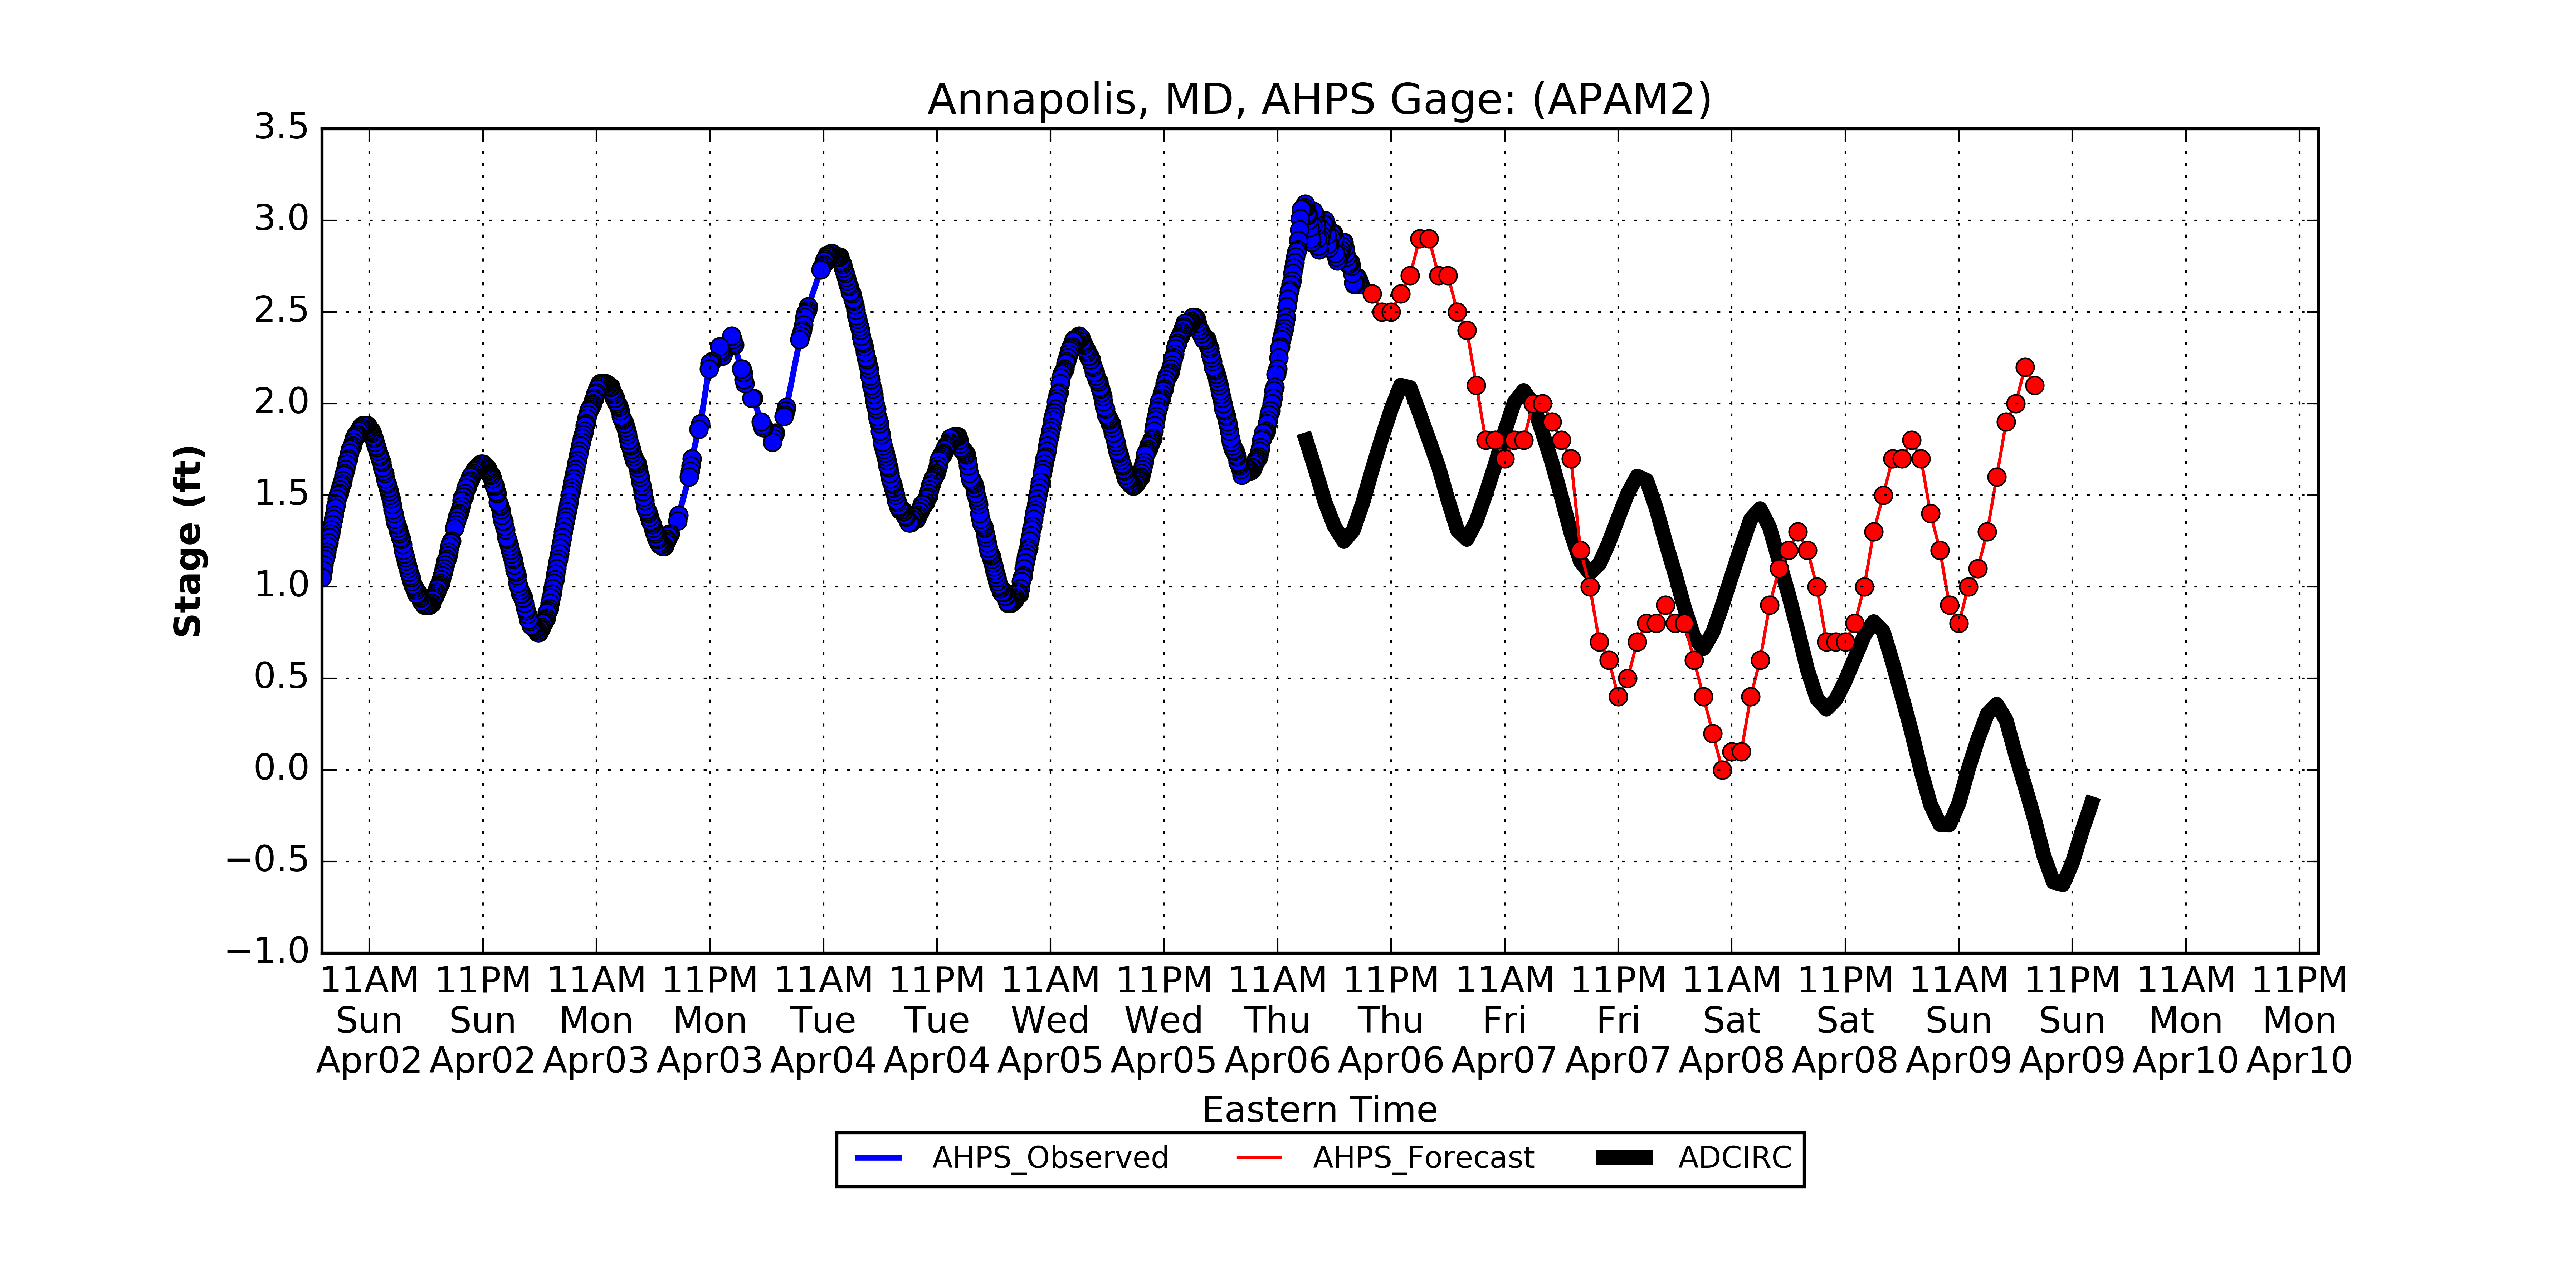 Annapolis, MD, AHPS Gage: (APAM2)
3.5
3.0
2.5
2.0
1.5
1.0
0.5
0.0
−0.5
−1.0
Stage (ft)
11AM 11PM 11AM 11PM 11AM 11PM 11AM 11PM 11AM 11PM 11AM 11PM 11AM 11PM 11AM 11PM 11AM 11PM
Sun Sun Mon Mon Tue Tue Wed Wed Thu Thu Fri Fri Sat Sat Sun Sun Mon Mon
Apr02 Apr02 Apr03 Apr03 Apr04 Apr04 Apr05 Apr05 Apr06 Apr06 Apr07 Apr07 Apr08 Apr08 Apr09 Apr09 Apr10 Apr10
Eastern Time
AHPS_Observed AHPS_Forecast ADCIRC